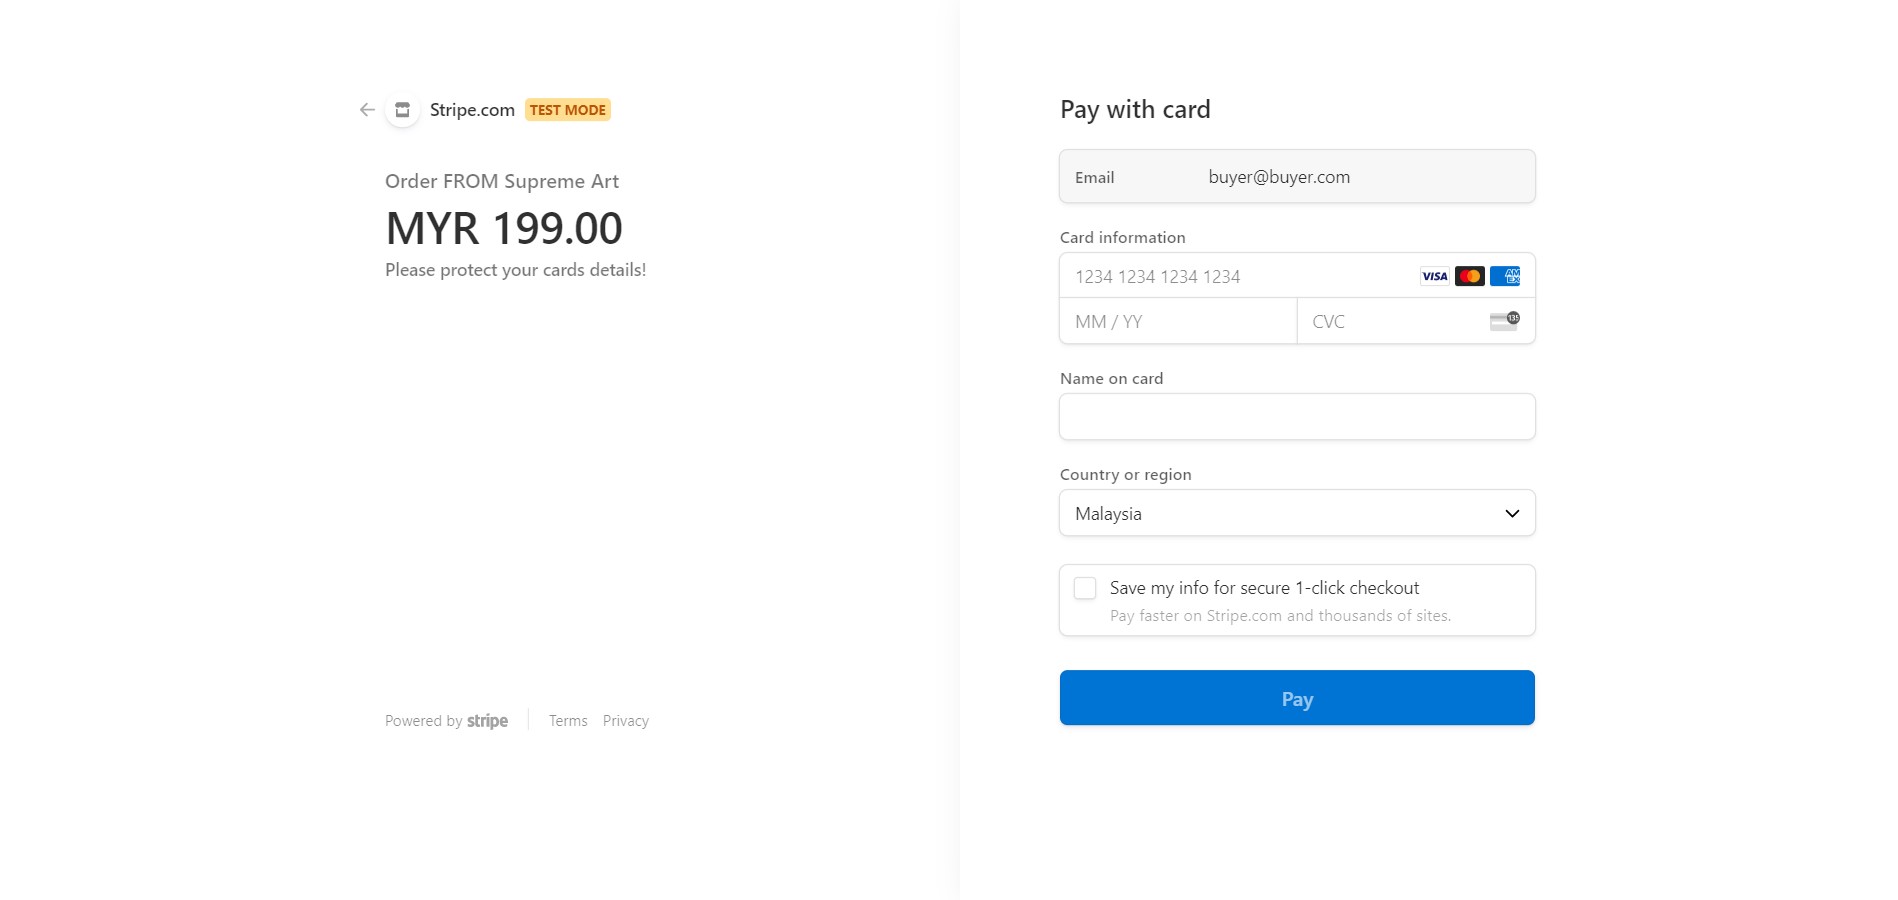 Stripe.com TEST MODE
Order FROM Supreme Art
MYR 199.00
Please protect your cards details!
Powered by stripe
Terms Privacy
Pay with card
Email buyer@buyer.com
Card information
1234 1234 1234 1234 VISA AMEX
MM / YY CVC 135
Name on card
Country or region
Malaysia
Save my info for secure 1-click checkout
Pay faster on Stripe.com and thousands of sites.
Pay